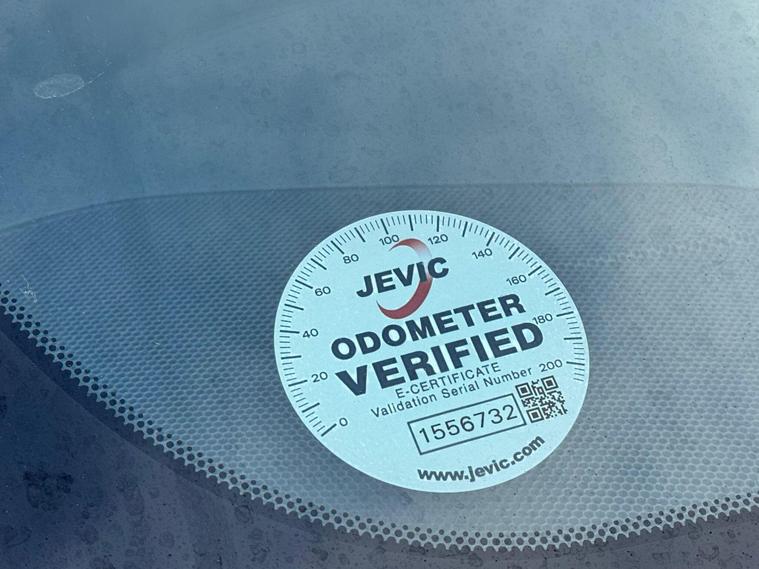 0 20 40 60 80 100 120 140 160 180 200
JEVIC
ODOMETER
VERIFIED
E-CERTIFICATE
Validation Serial Number
1556732
www.jevic.com